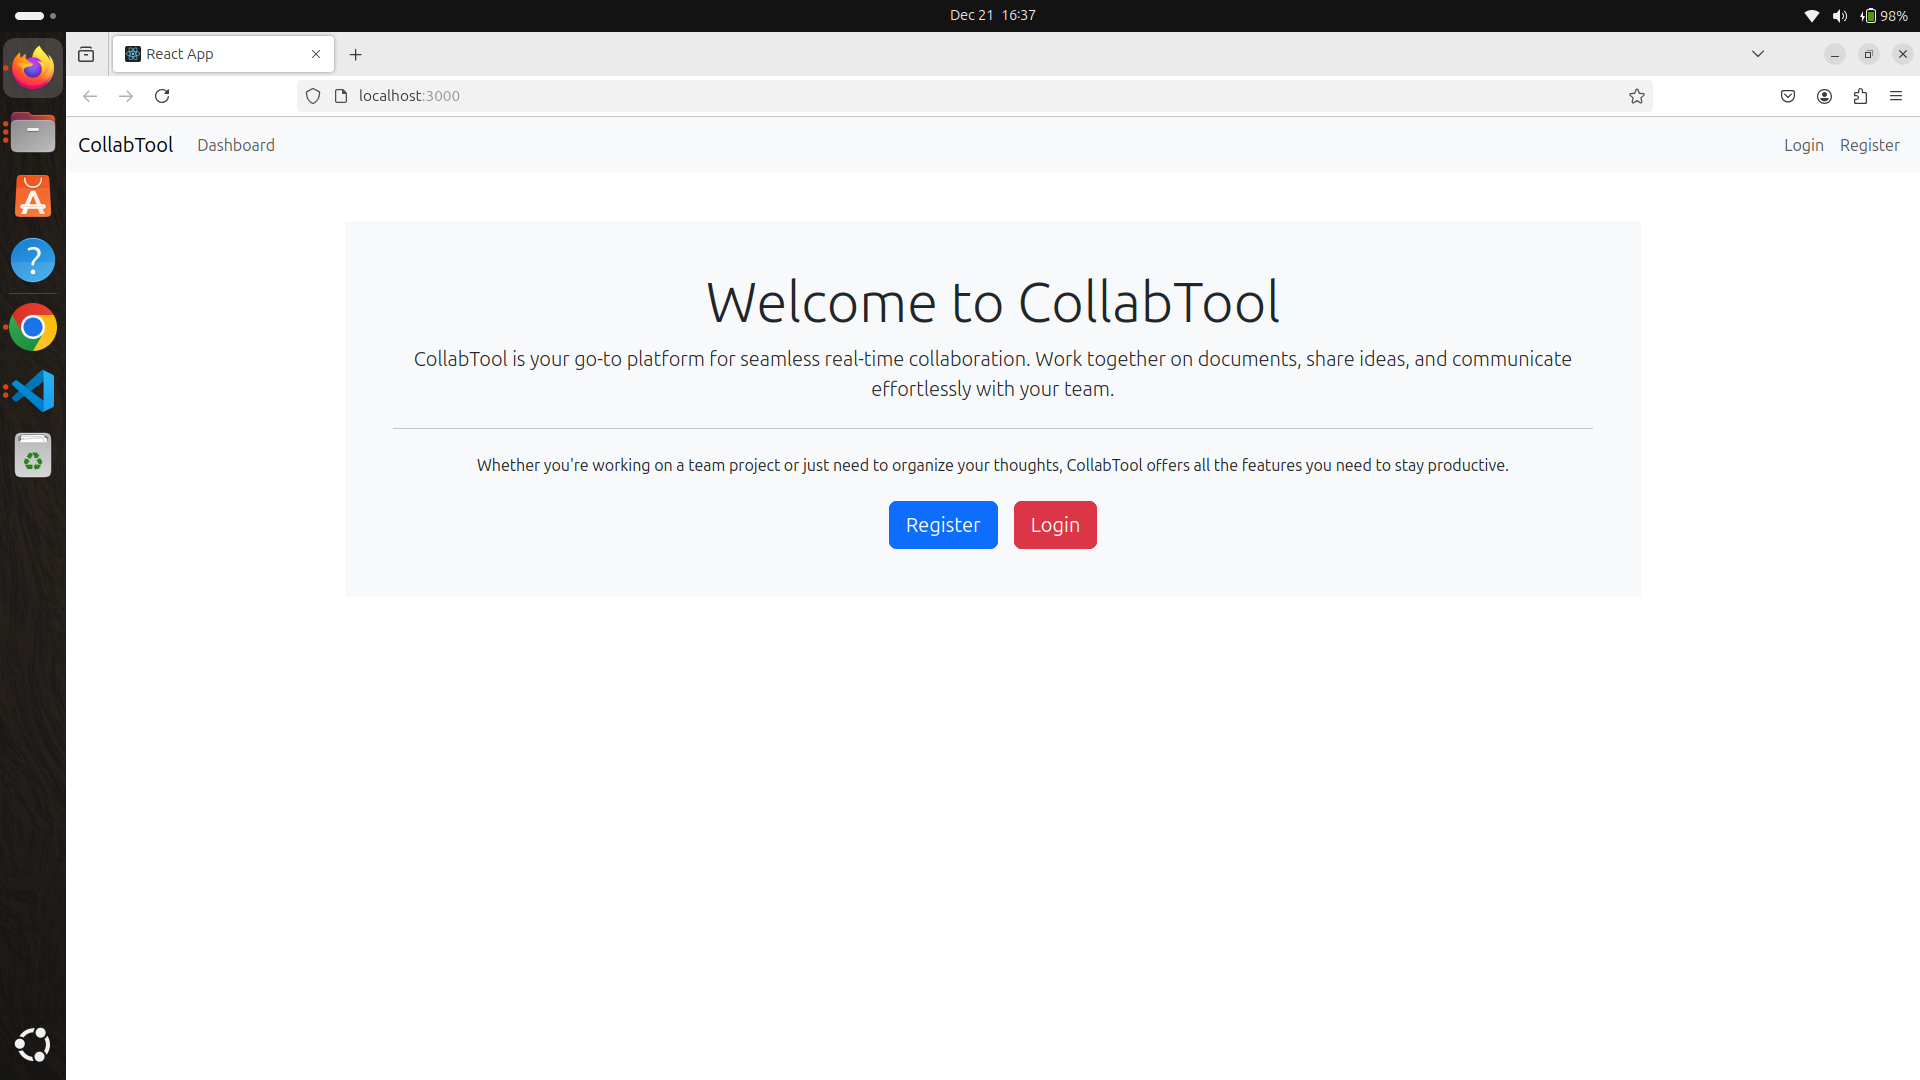 Dec 21 16:37
98%
React App
localhost:3000
CollabTool Dashboard Login Register
Welcome to CollabTool
CollabTool is your go-to platform for seamless real-time collaboration. Work together on documents, share ideas, and communicate
effortlessly with your team.
Whether you're working on a team project or just need to organize your thoughts, CollabTool offers all the features you need to stay productive.
Register Login